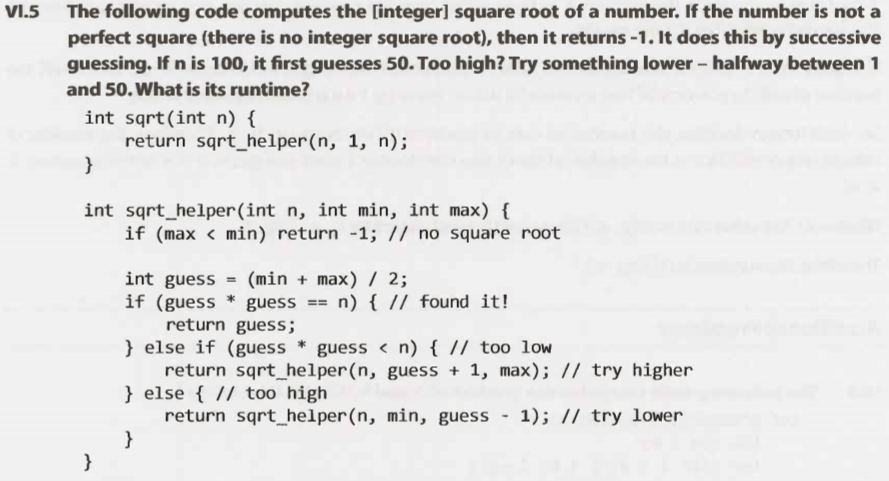 VI.5 The following code computes the [integer] square root of a number. If the number is not a
perfect square (there is no integer square root), then it returns -1. It does this by successive
guessing. If n is 100, it first guesses 50. Too high? Try something lower – halfway between 1
and 50. What is its runtime?
int sqrt(int n) {
    return sqrt_helper(n, 1, n);
}

int sqrt_helper(int n, int min, int max) {
    if (max < min) return -1; // no square root

    int guess = (min + max) / 2;
    if (guess * guess == n) { // found it!
        return guess;
    } else if (guess * guess < n) { // too low
        return sqrt_helper(n, guess + 1, max); // try higher
    } else { // too high
        return sqrt_helper(n, min, guess - 1); // try lower
    }
}